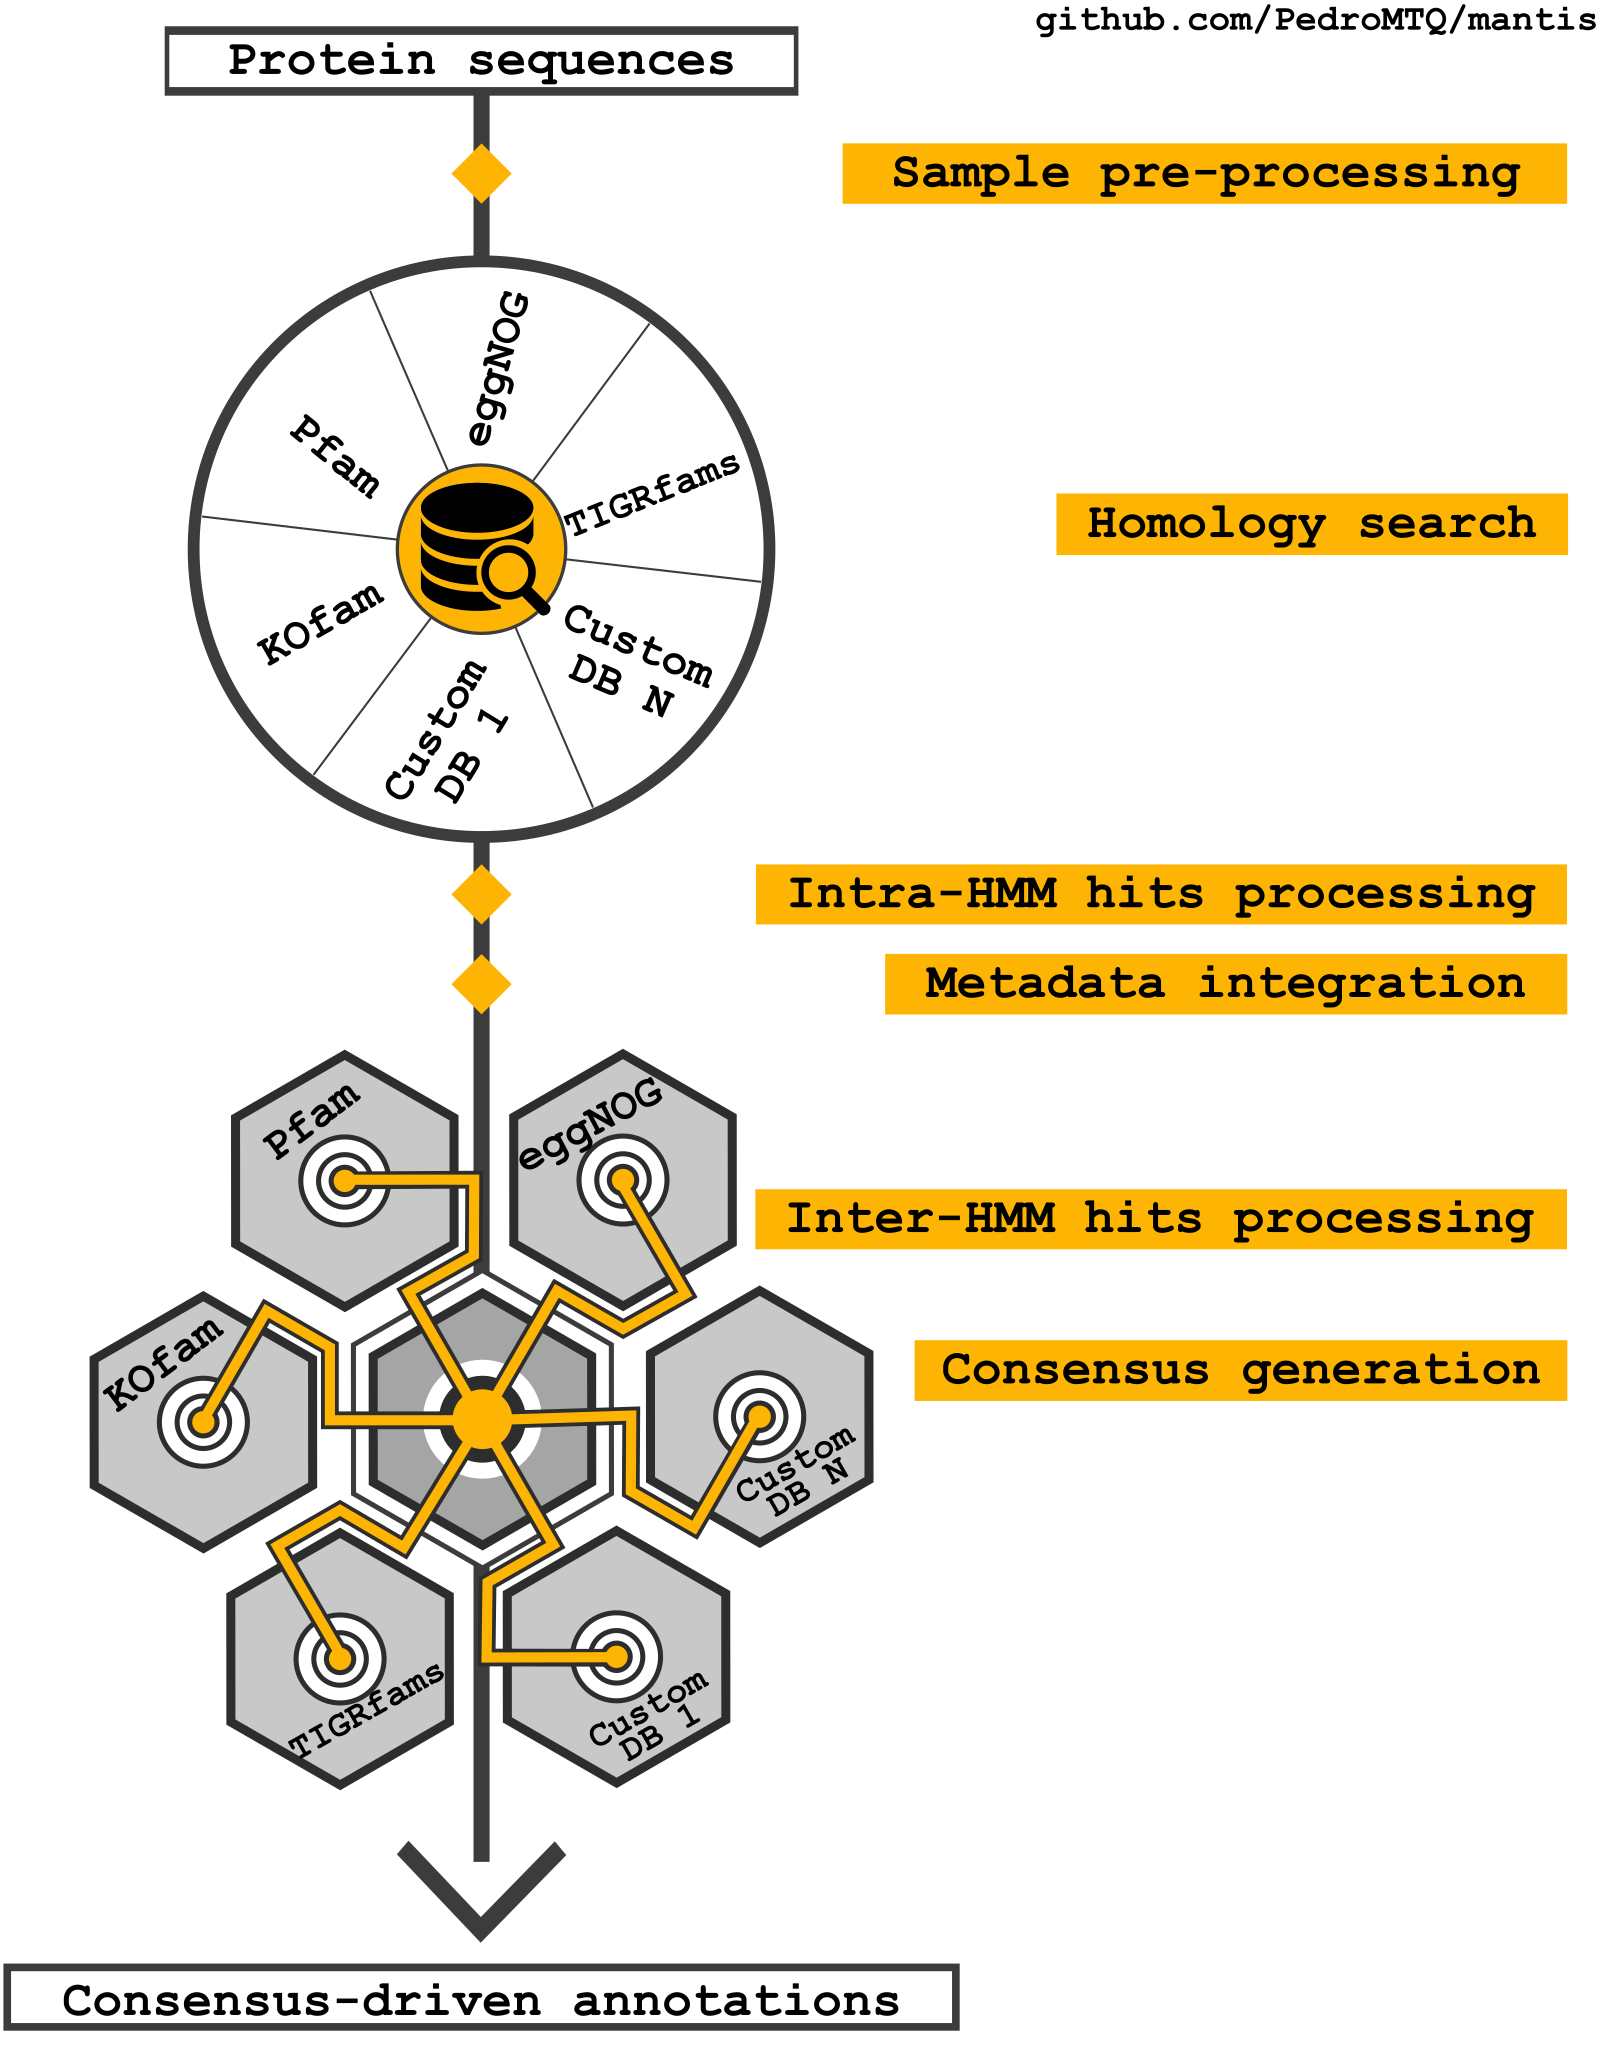 github.com/PedroMTQ/mantis
Protein sequences
Sample pre-processing
eggNOG
Pfam
TIGRfams
Homology search
KOfam
Custom
DB N
Custom
DB 1
Intra-HMM hits processing
Metadata integration
Pfam
eggNOG
Inter-HMM hits processing
KOfam
Consensus generation
Custom
DB N
TIGRfams
Custom
DB 1
Consensus-driven annotations